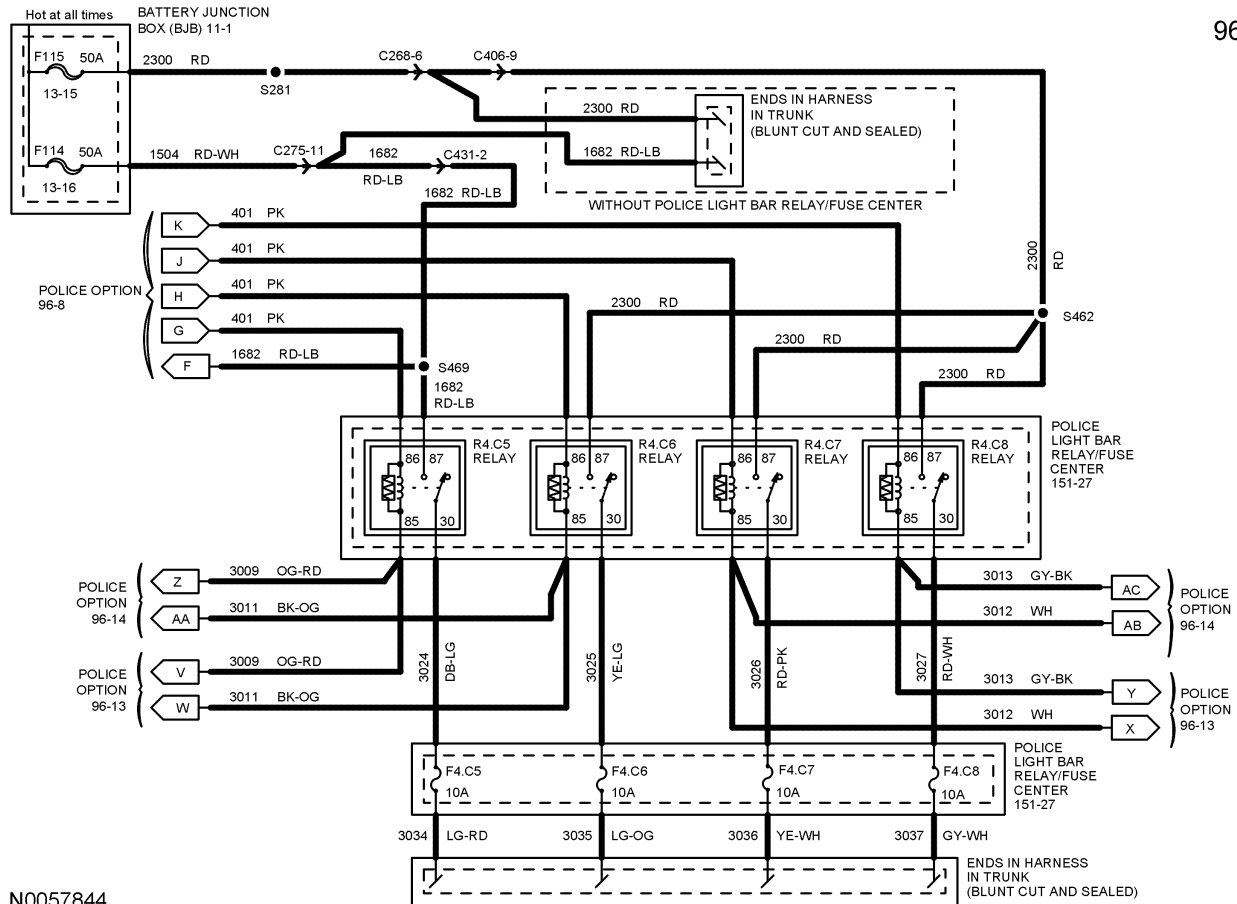 Hot at all times
BATTERY JUNCTION
BOX (BJB) 11-1
96
F115 50A
13-15
2300 RD
S281
C268-6
C406-9
2300 RD
ENDS IN HARNESS
IN TRUNK
(BLUNT CUT AND SEALED)
F114 50A
13-16
1504 RD-WH
C275-11
1682
RD-LB
C431-2
1682 RD-LB
1682 RD-LB
WITHOUT POLICE LIGHT BAR RELAY/FUSE CENTER
K
401 PK
J
401 PK
POLICE OPTION
96-8
H
401 PK
G
401 PK
F
1682 RD-LB
S469
1682
RD-LB
2300 RD
2300
RD
S462
2300 RD
2300 RD
POLICE
LIGHT BAR
RELAY/FUSE
CENTER
151-27
86 87
85 30
R4.C5
RELAY
86 87
85 30
R4.C6
RELAY
86 87
85 30
R4.C7
RELAY
86 87
85 30
R4.C8
RELAY
POLICE
OPTION
96-14
Z
3009 OG-RD
AA
3011 BK-OG
POLICE
OPTION
96-13
V
3009 OG-RD
W
3011 BK-OG
3024
DB-LG
3025
YE-LG
3026
RD-PK
3027
RD-WH
3013 GY-BK
AC
3012 WH
AB
POLICE
OPTION
96-14
3013 GY-BK
Y
3012 WH
X
POLICE
OPTION
96-13
F4.C5
10A
F4.C6
10A
F4.C7
10A
F4.C8
10A
POLICE
LIGHT BAR
RELAY/FUSE
CENTER
151-27
3034 LG-RD
3035 LG-OG
3036 YE-WH
3037 GY-WH
ENDS IN HARNESS
IN TRUNK
(BLUNT CUT AND SEALED)
N0057844